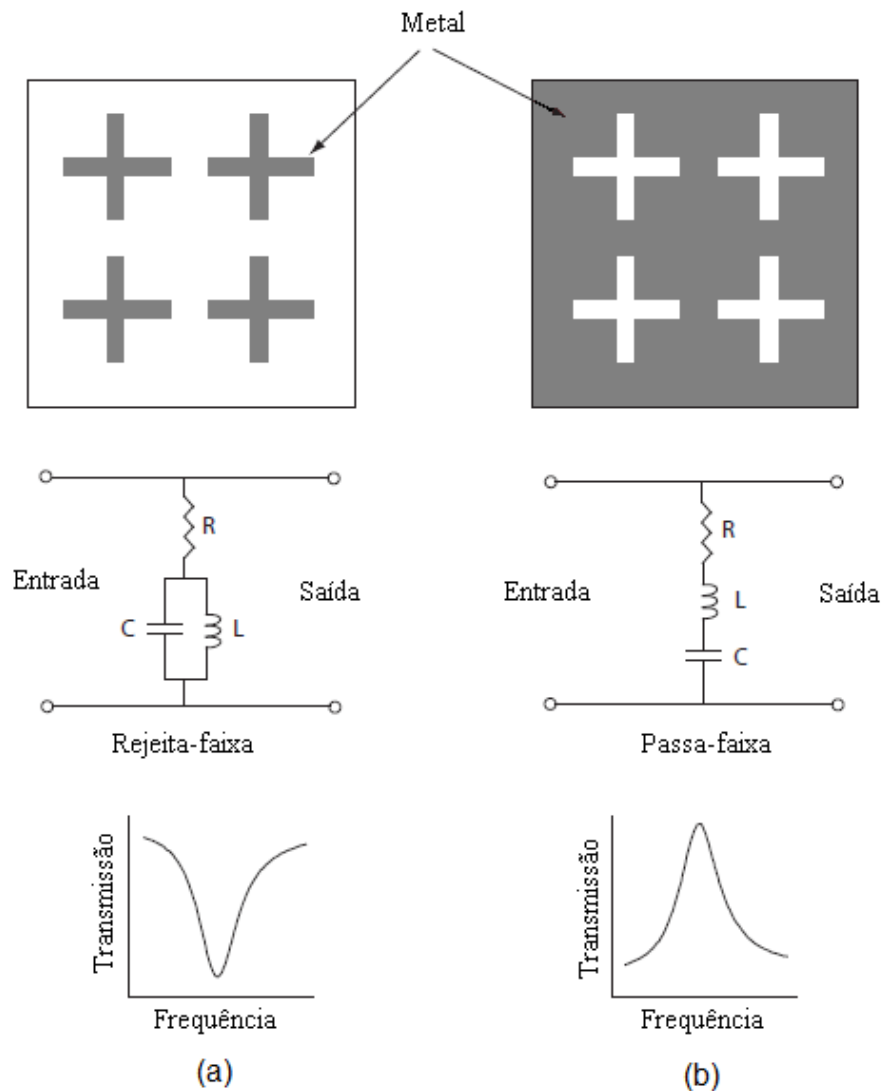 Metal
R
C
L
Entrada
Saída
Rejeita-faixa
R
L
C
Entrada
Saída
Passa-faixa
Transmissão
Frequência
(a)
Transmissão
Frequência
(b)